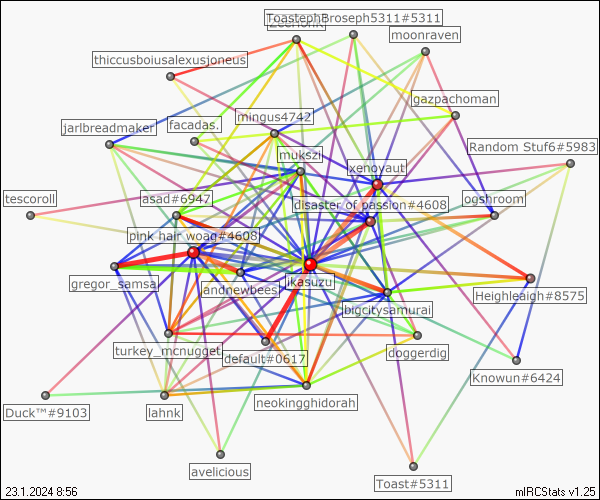 ToastephBroseph5311#5311
moonraven
thiccusboiusalexusjoneus
gazpachoman
mingus4742
facadas.
jarlbreadmaker
Random Stuf6#5983
mukszi
xenovaut
tescoroll
asad#6947
disaster of passion#4608
ogshroom
pink hair woag#4608
gregor_samsa
jandnewbees
ikasuzu
Heighleaigh#8575
bigcitysamurai
turkey_mcnugget
default#0617
doggerdig
Knowun#6424
neokingghidorah
Duck™#9103
lahnk
avelicious
Toast#5311
23.1.2024 8:56
mIRCStats v1.25